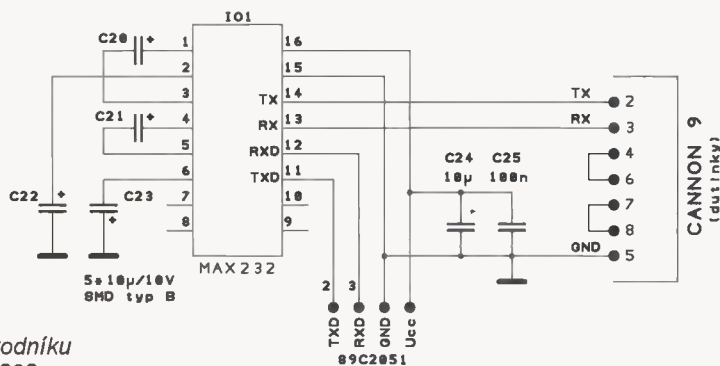 IO1
C20
+
1
2
3
4
5
6
7
8
16
15
14
13
12
11
10
9
TX
RX
RXD
TXD
C21
+
C22
+
C23
+
MAX232
5*10µ/10V
SMD typ B
TX
RX
GND
2
3
4
6
7
8
5
CANNON 9
(dutinky)
C24
10µ
+
C25
100n
2
3
TXD
RXD
GND
Ucc
89C2051
odníku